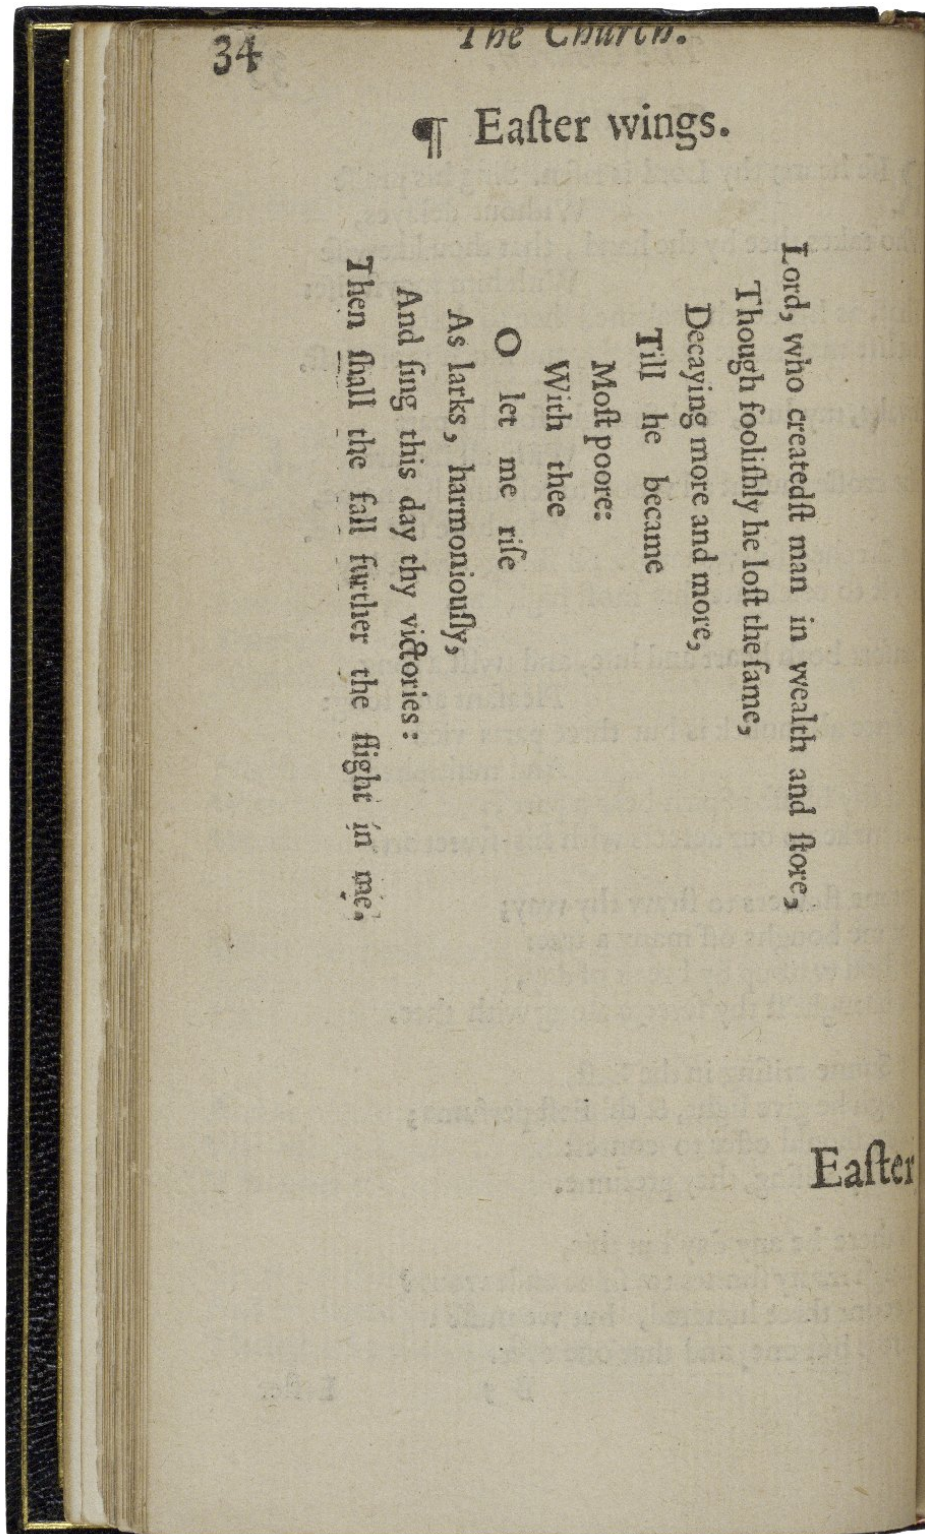 34
The Church.
¶ Eaſter wings.
Lord, who createdſt man in wealth and ſtore,
Though fooliſhly he loſt the ſame,
Decaying more and more,
Till he became
Moſt poore:
With thee
O let me riſe
As larks, harmoniouſly,
And ſing this day thy victories:
Then ſhall the fall further the flight in me.
Eaſter